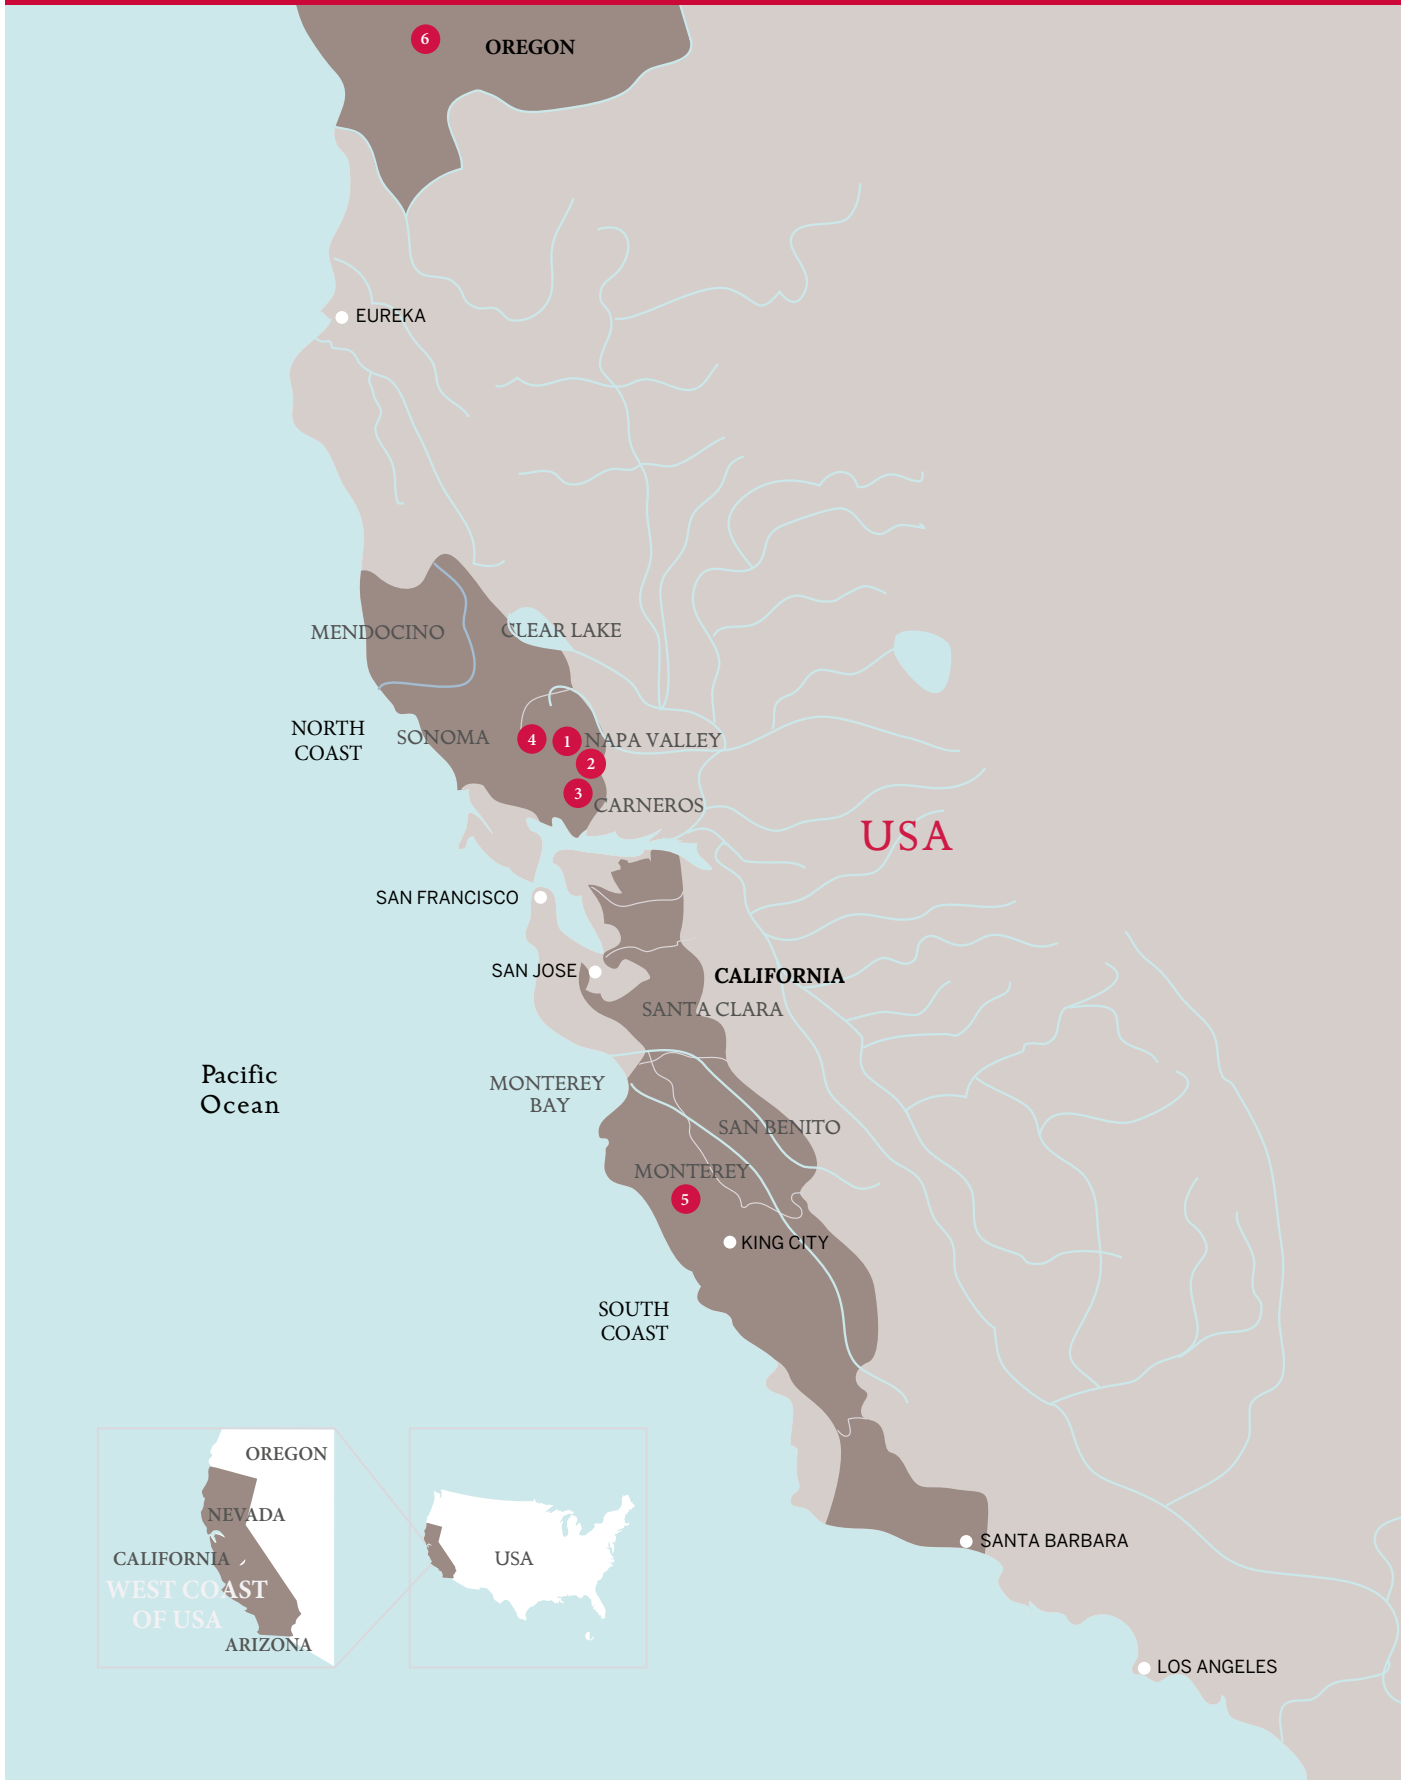 6
OREGON
EUREKA
MENDOCINO
CLEAR LAKE
NORTH
COAST
SONOMA
4
1
NAPA VALLEY
2
3
CARNEROS
USA
SAN FRANCISCO
SAN JOSE
CALIFORNIA
SANTA CLARA
Pacific
Ocean
MONTEREY
BAY
SAN BENITO
MONTEREY
5
KING CITY
SOUTH
COAST
OREGON
NEVADA
CALIFORNIA
WEST COAST
OF USA
ARIZONA
USA
SANTA BARBARA
LOS ANGELES